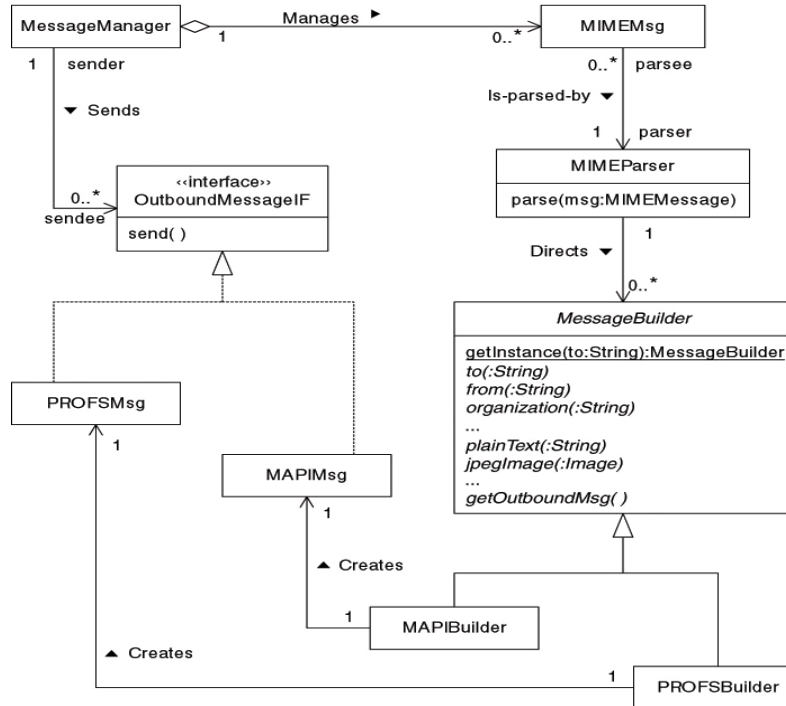 MessageManager
1
Manages ►
0..*
MIMEMsg
1
sender
▼ Sends
0..*
sendee
0..*
parsee
Is-parsed-by ▼
1
parser
‹‹interface››
OutboundMessageIF
send( )
MIMEParser
parse(msg:MIMEMessage)
1
Directs ▼
0..*
MessageBuilder
getInstance(to:String):MessageBuilder
to(:String)
from(:String)
organization(:String)
...
plainText(:String)
jpegImage(:Image)
...
getOutboundMsg( )
PROFSMsg
1
MAPIMsg
1
▲ Creates
1
MAPIBuilder
▲ Creates
1
PROFSBuilder